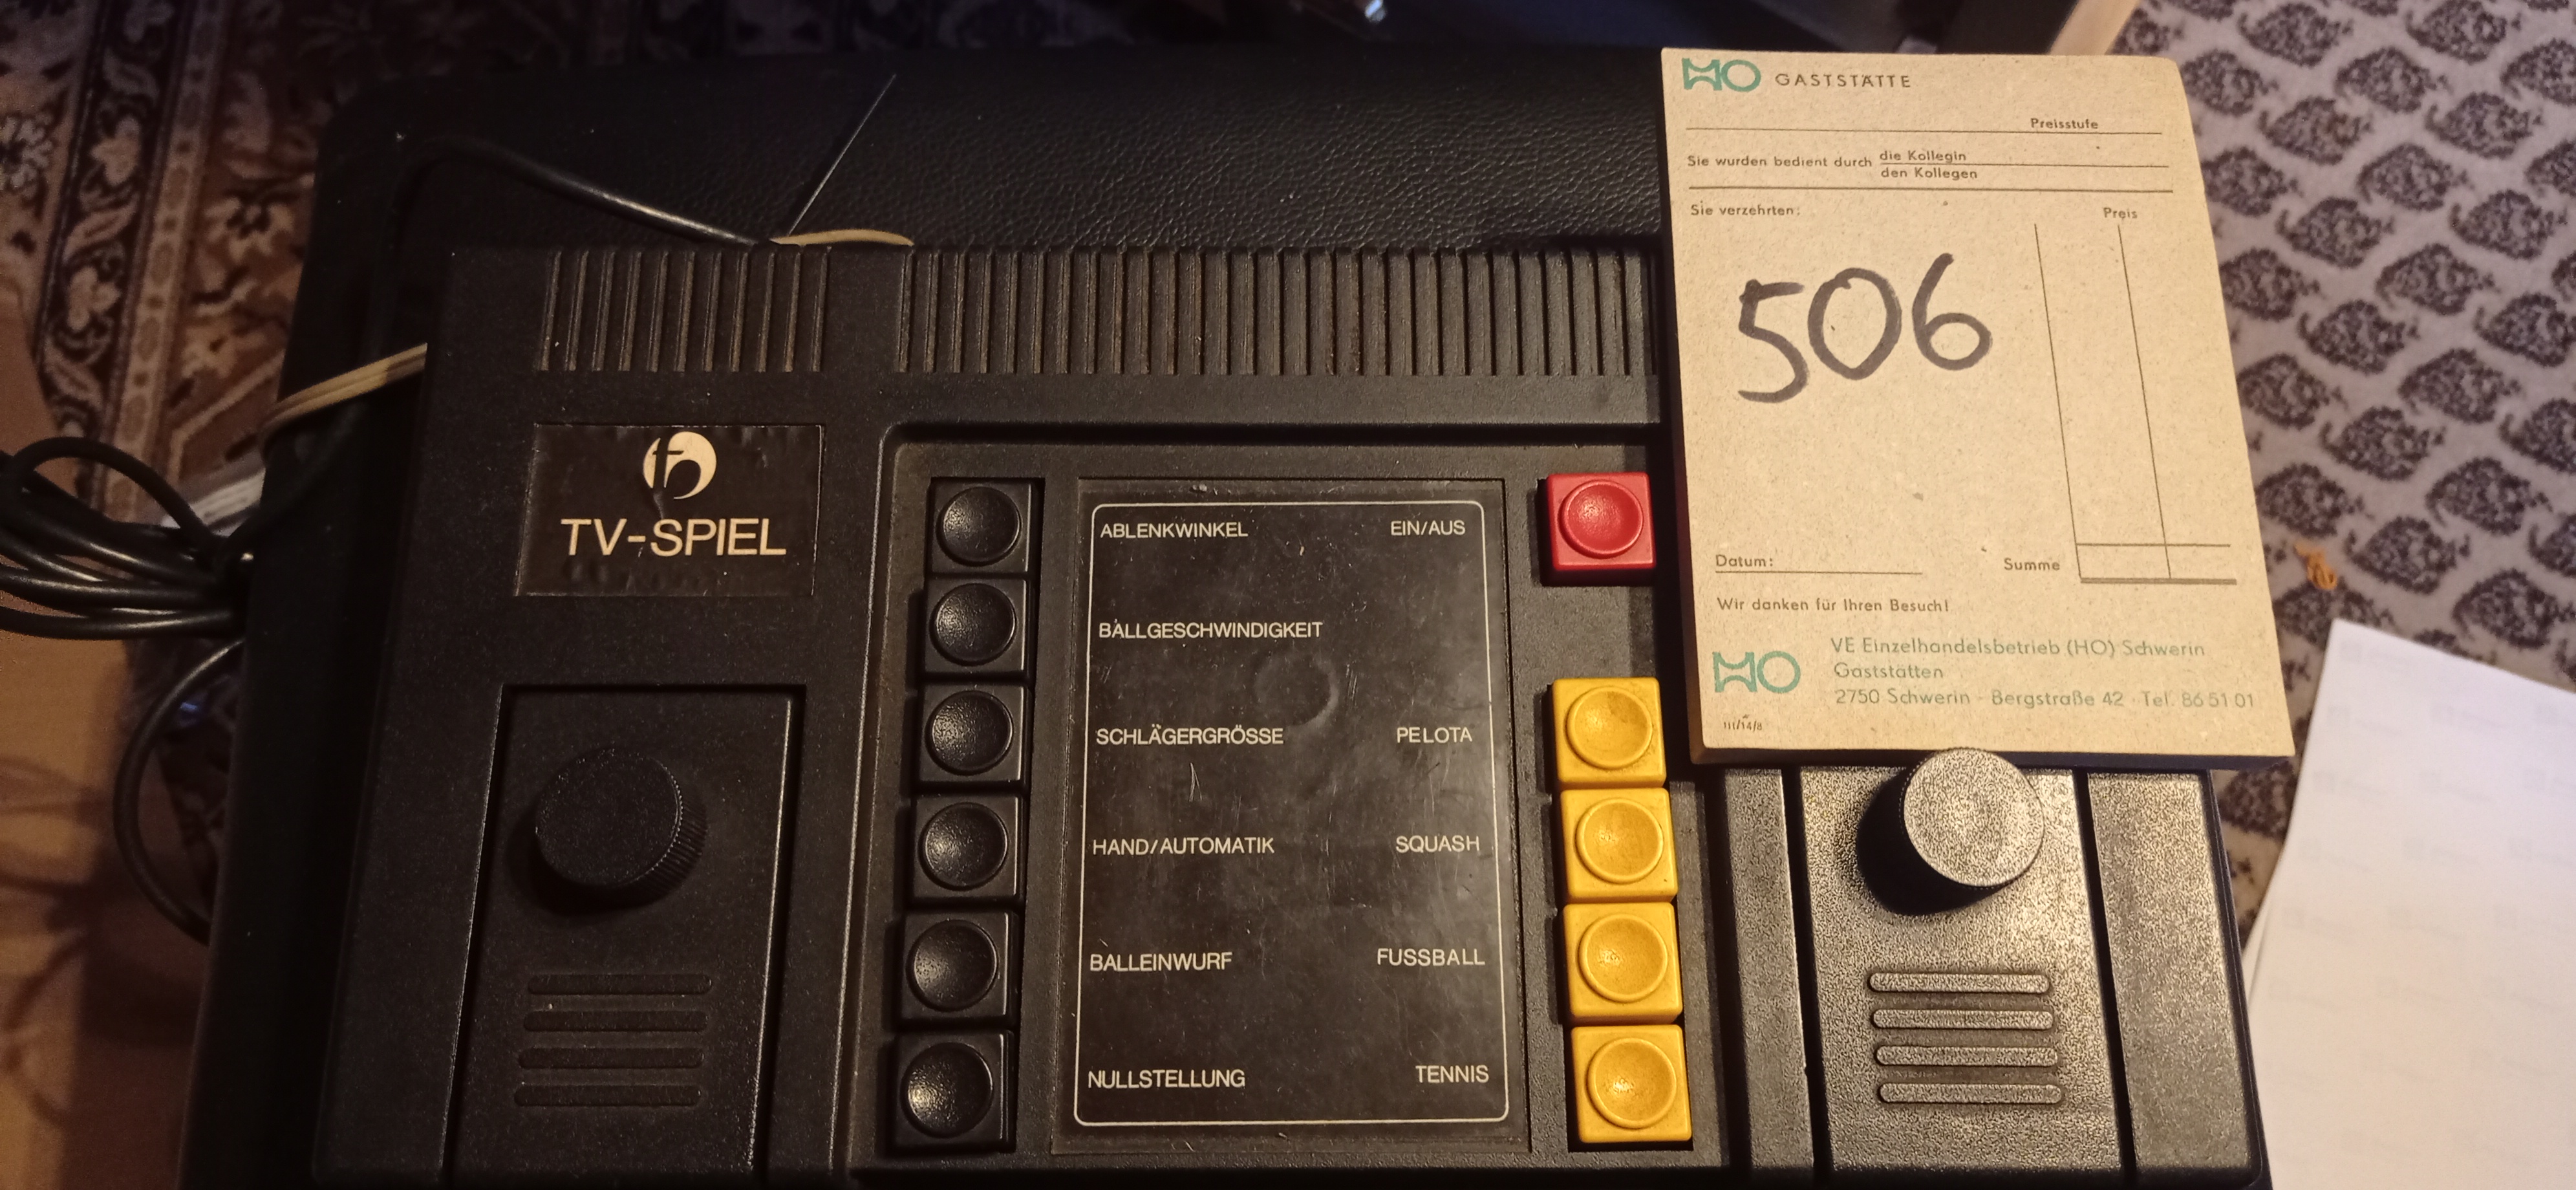 TV-SPIEL
ABLENKWINKEL EIN/AUS
BALLGESCHWINDIGKEIT
SCHLÄGERGRÖSSE PELOTA
HAND/AUTOMATIK SQUASH
BALLEINWURF FUSSBALL
NULLSTELLUNG TENNIS
HO GASTSTÄTTE
Preisstufe
Sie wurden bedient durch die Kollegin
den Kollegen
Sie verzehrten: Preis
506
Datum: Summe
Wir danken für Ihren Besuch!
HO VE Einzelhandelsbetrieb (HO) Schwerin
Gaststätten
2750 Schwerin · Bergstraße 42 · Tel. 86 51 01